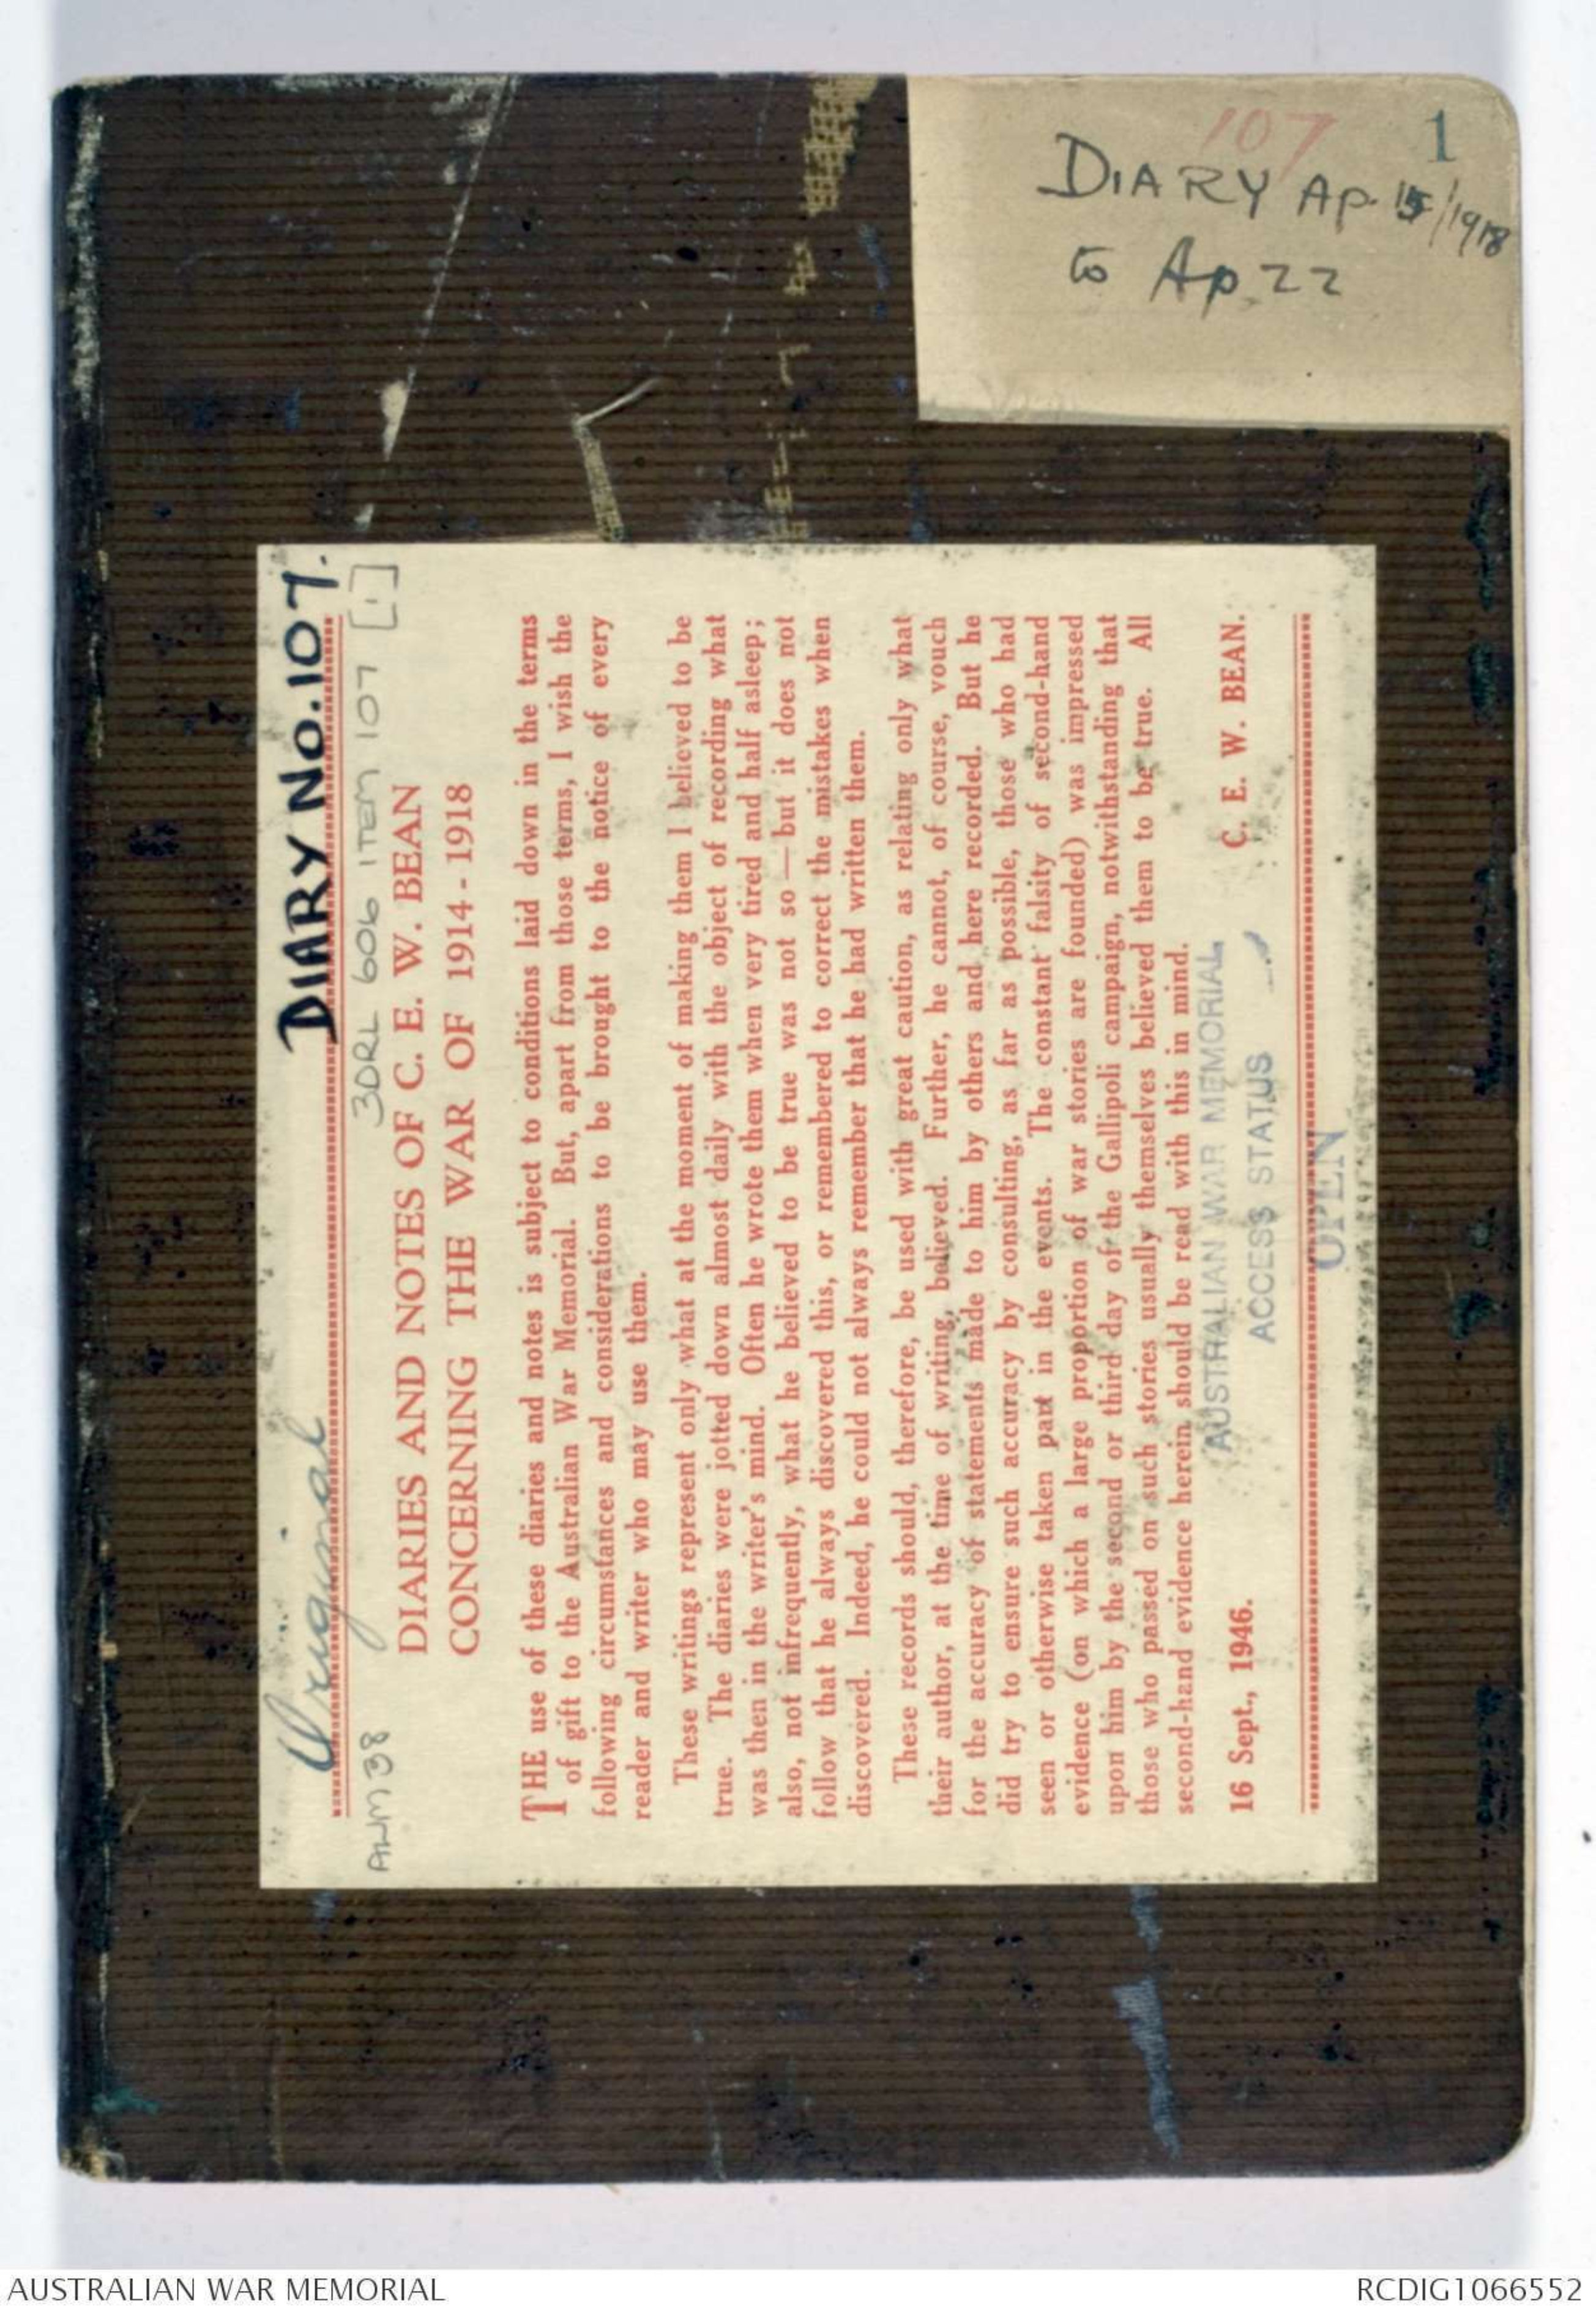 107
1
DIARY Ap. 15/1918
to Ap 22
Original
DIARY NO. 107.
AWM 38
3DRL 606 ITEM 107 [1]
DIARIES AND NOTES OF C. E. W. BEAN
CONCERNING THE WAR OF 1914-1918
THE use of these diaries and notes is subject to conditions laid down in the terms
of gift to the Australian War Memorial. But, apart from those terms, I wish the
following circumstances and considerations to be brought to the notice of every
reader and writer who may use them.
These writings represent only what at the moment of making them I believed to be
true. The diaries were jotted down almost daily with the object of recording what
was then in the writer's mind. Often he wrote them when very tired and half asleep;
also, not infrequently, what he believed to be true was not so — but it does not
follow that he always discovered this, or remembered to correct the mistakes when
discovered. Indeed, he could not always remember that he had written them.
These records should, therefore, be used with great caution, as relating only what
their author, at the time of writing, believed. Further, he cannot, of course, vouch
for the accuracy of statements made to him by others and here recorded. But he
did try to ensure such accuracy by consulting, as far as possible, those who had
seen or otherwise taken part in the events. The constant falsity of second-hand
evidence (on which a large proportion of war stories are founded) was impressed
upon him by the second or third day of the Gallipoli campaign, notwithstanding that
those who passed on such stories usually themselves believed them to be true. All
second-hand evidence herein should be read with this in mind.
16 Sept., 1946.
C. E. W. BEAN.
AUSTRALIAN WAR MEMORIAL
ACCESS STATUS
OPEN
AUSTRALIAN WAR MEMORIAL
RCDIG1066552